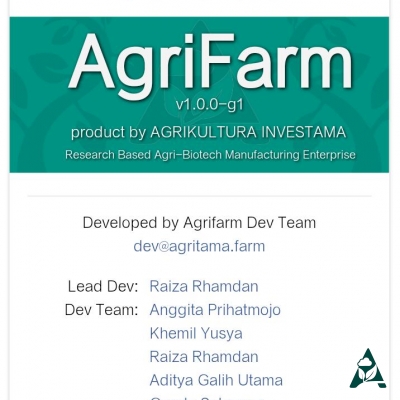 AgriFarm
v1.0.0-g1
product by AGRIKULTURA INVESTAMA
Research Based Agri-Biotech Manufacturing Enterprise
Developed by Agrifarm Dev Team
dev@agritama.farm
Lead Dev: Raiza Rhamdan
Dev Team: Anggita Prihatmojo
Khemil Yusya
Raiza Rhamdan
Aditya Galih Utama